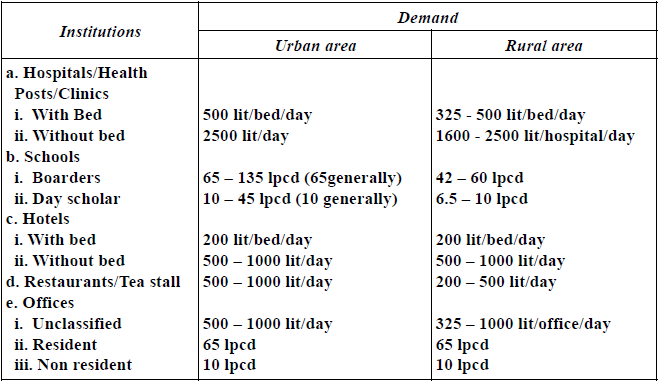 Institutions Demand
Urban area Rural area
a. Hospitals/Health
Posts/Clinics
i. With Bed 500 lit/bed/day 325 - 500 lit/bed/day
ii. Without bed 2500 lit/day 1600 - 2500 lit/hospital/day
b. Schools
i. Boarders 65 – 135 lpcd (65generally) 42 – 60 lpcd
ii. Day scholar 10 – 45 lpcd (10 generally) 6.5 – 10 lpcd
c. Hotels
i. With bed 200 lit/bed/day 200 lit/bed/day
ii. Without bed 500 – 1000 lit/day 500 – 1000 lit/day
d. Restaurants/Tea stall 500 – 1000 lit/day 200 – 500 lit/day
e. Offices
i. Unclassified 500 – 1000 lit/day 325 – 1000 lit/office/day
ii. Resident 65 lpcd 65 lpcd
iii. Non resident 10 lpcd 10 lpcd